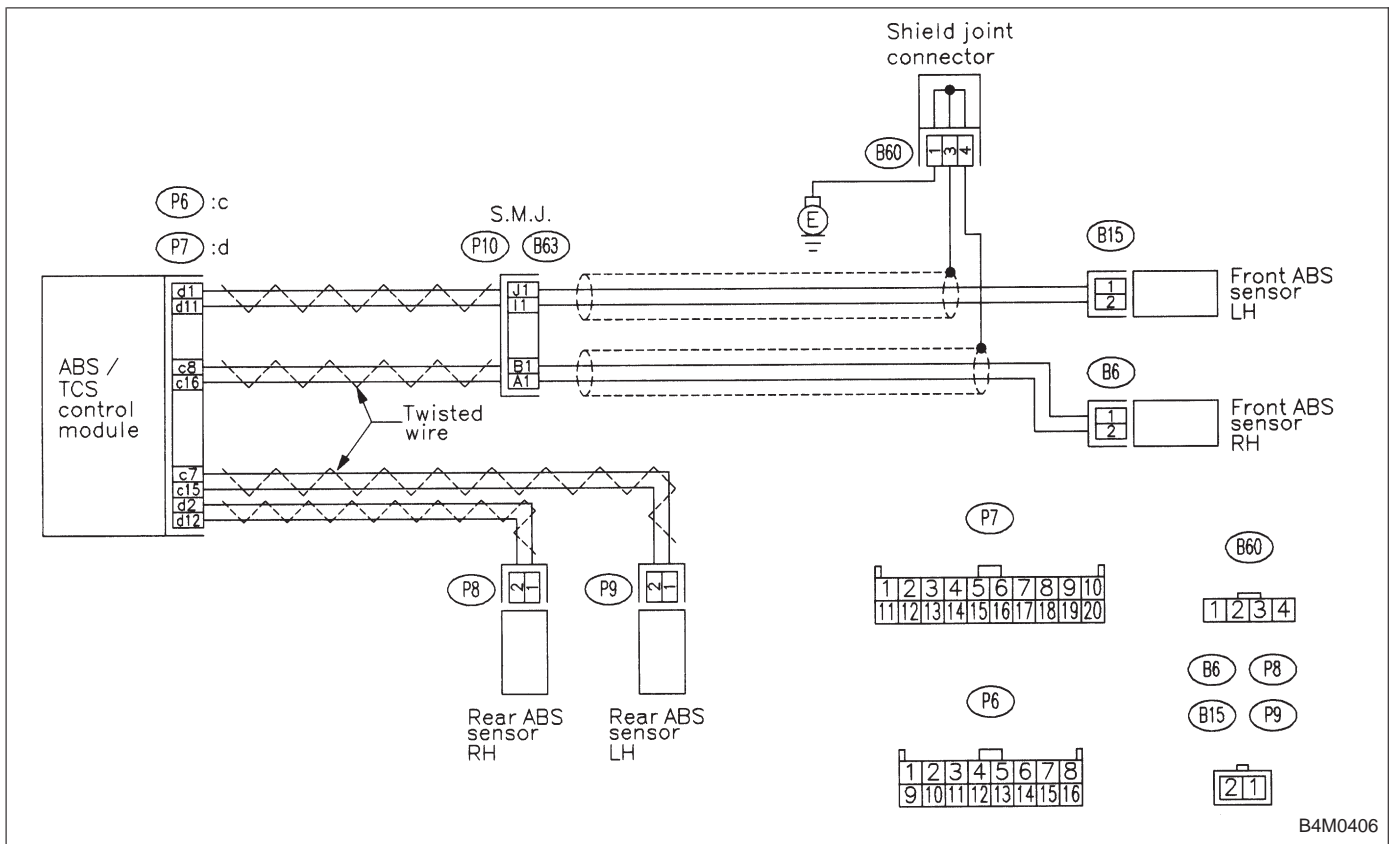 Shield joint
connector
1 3 4
B60
E
P6 :c
P7 :d
S.M.J.
P10 B63
B15
d1
d11
J1
I1
1
2
Front ABS
sensor
LH
ABS /
TCS
control
module
c8
c16
B1
A1
B6
1
2
Front ABS
sensor
RH
Twisted
wire
c7
c15
d2
d12
P8
2 1
P9
2 1
Rear ABS
sensor
RH
Rear ABS
sensor
LH
P7
1 2 3 4 5 6 7 8 9 10
11 12 13 14 15 16 17 18 19 20
B60
1 2 3 4
P6
1 2 3 4 5 6 7 8
9 10 11 12 13 14 15 16
B6 P8
B15 P9
2 1
B4M0406